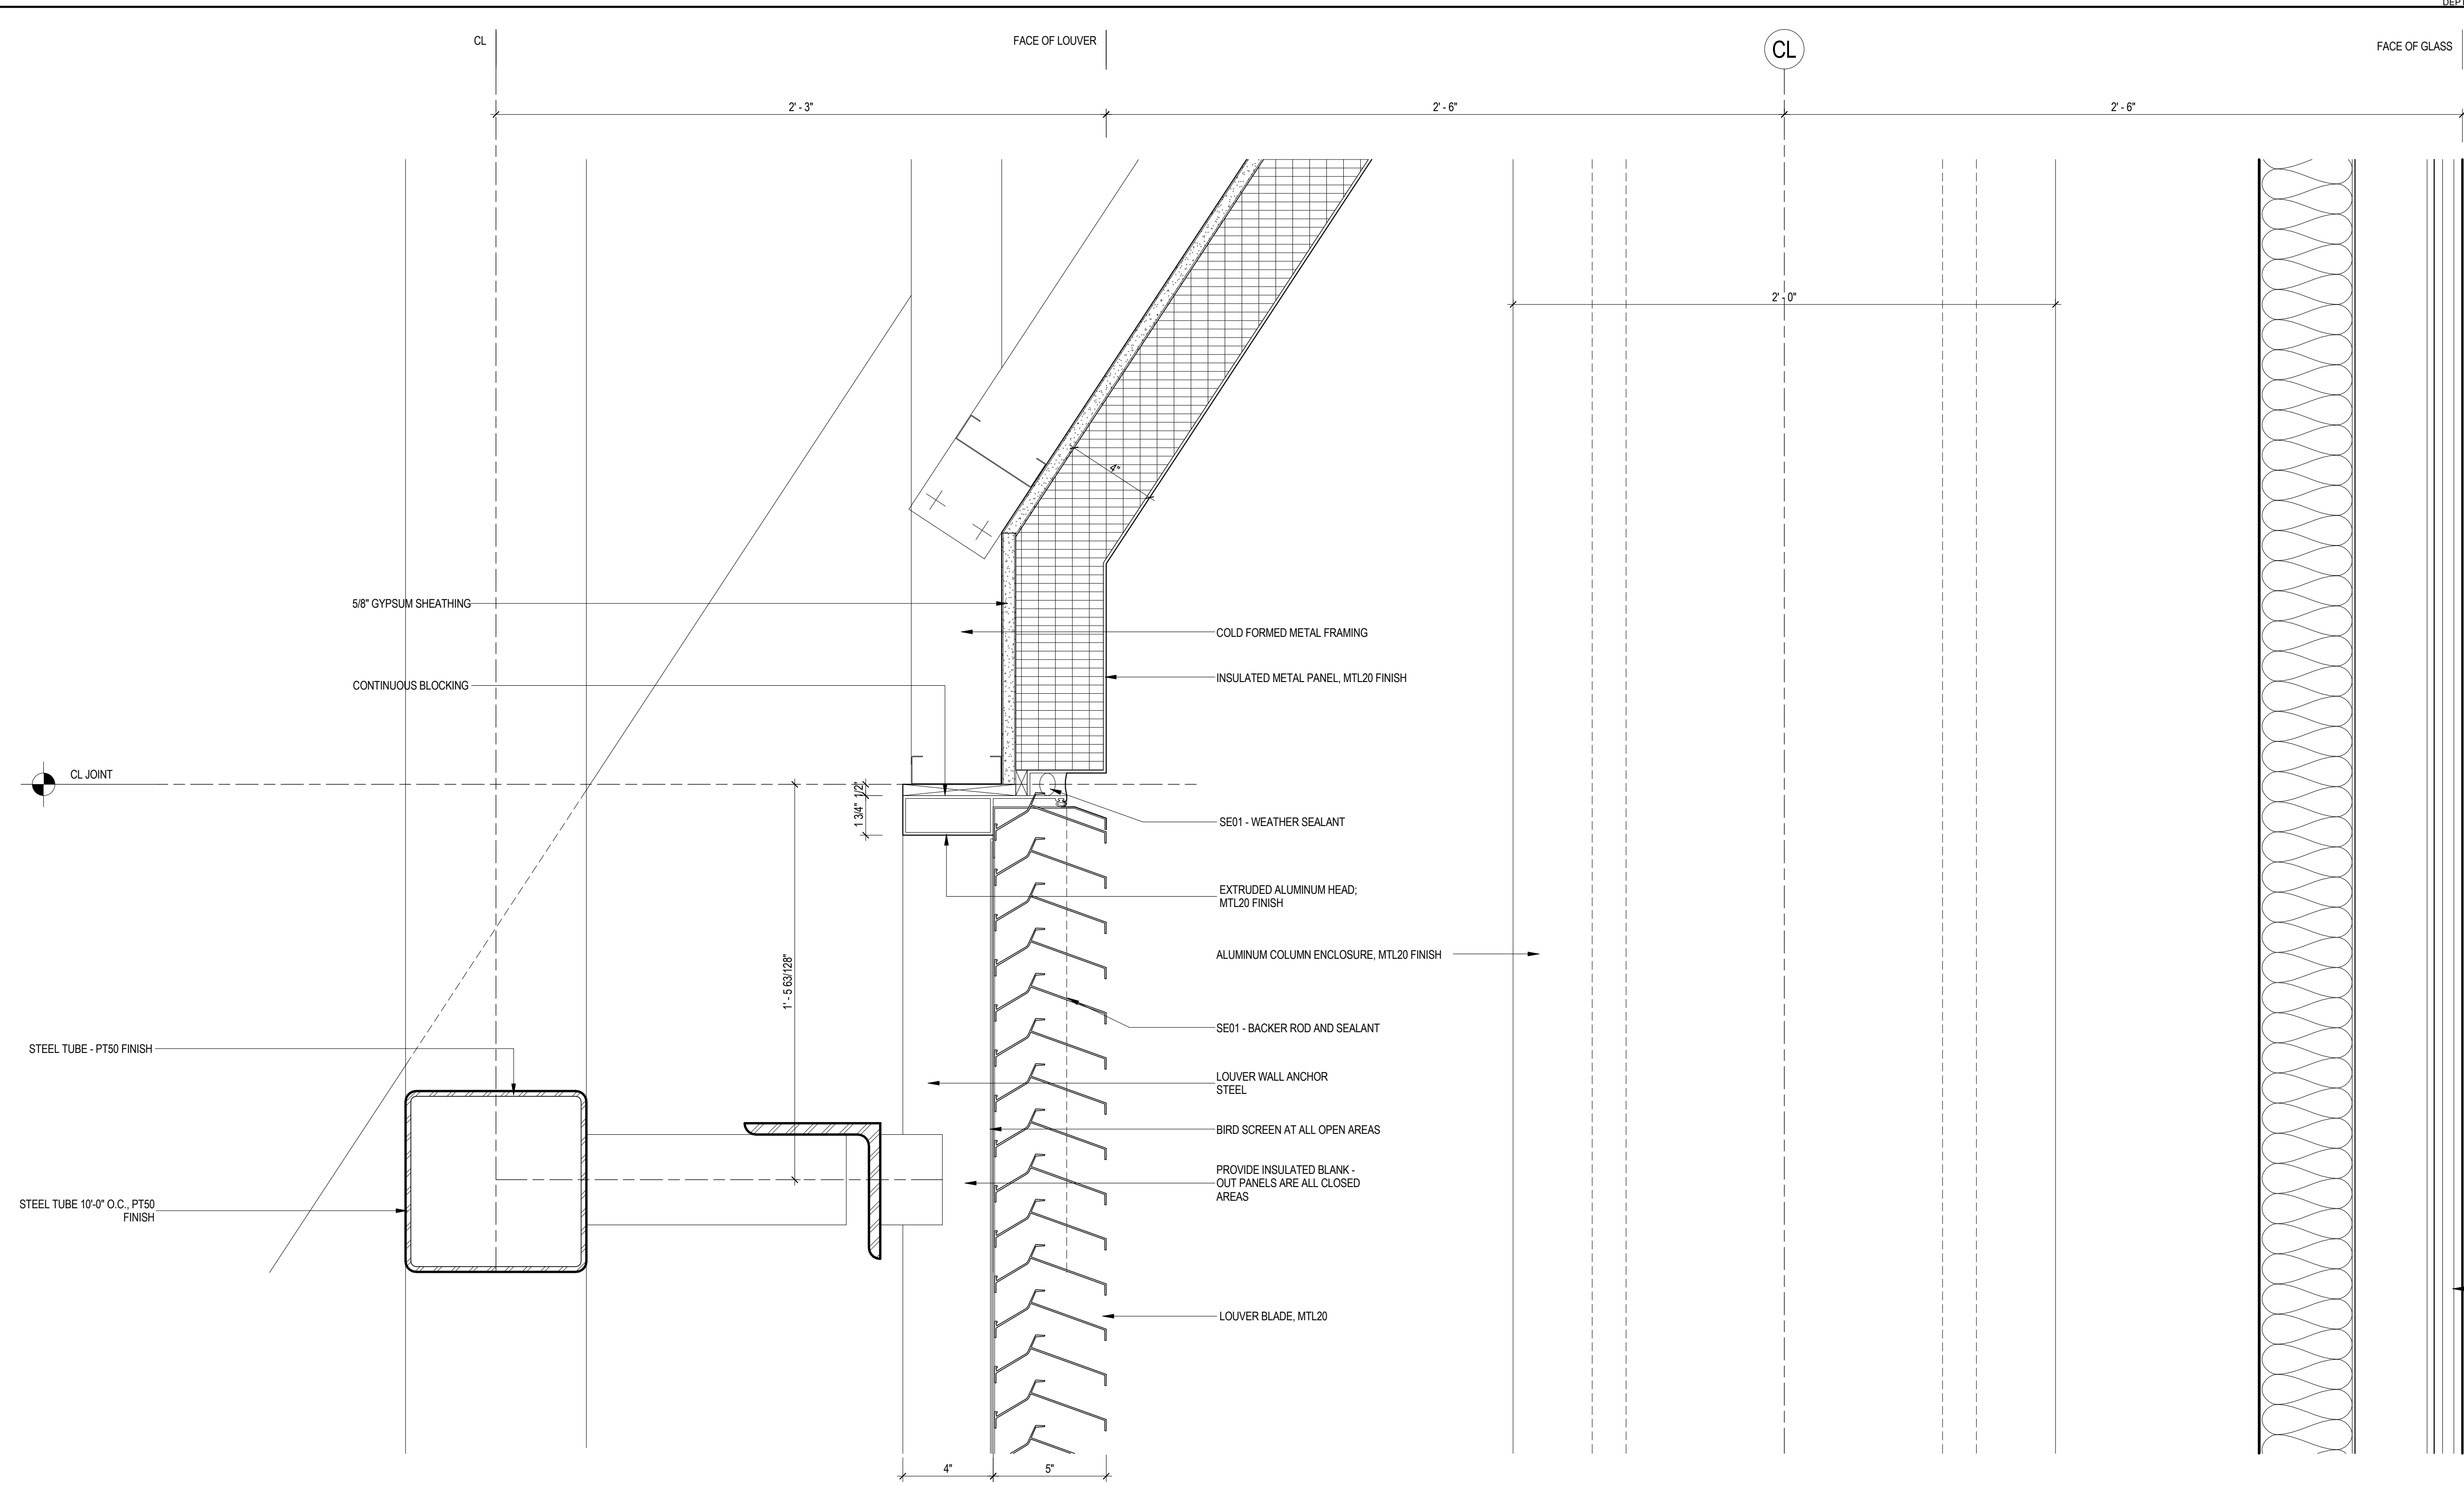 DEPT
CL
FACE OF LOUVER
CL
FACE OF GLASS
2' - 3"
2' - 6"
2' - 6"
2' - 0"
4"
5/8" GYPSUM SHEATHING
COLD FORMED METAL FRAMING
CONTINUOUS BLOCKING
INSULATED METAL PANEL, MTL20 FINISH
CL JOINT
1/2"
1 3/4"
SE01 - WEATHER SEALANT
EXTRUDED ALUMINUM HEAD;
MTL20 FINISH
ALUMINUM COLUMN ENCLOSURE, MTL20 FINISH
1' - 5 63/128"
SE01 - BACKER ROD AND SEALANT
STEEL TUBE - PT50 FINISH
LOUVER WALL ANCHOR
STEEL
BIRD SCREEN AT ALL OPEN AREAS
PROVIDE INSULATED BLANK -
OUT PANELS ARE ALL CLOSED
AREAS
STEEL TUBE 10'-0" O.C., PT50
FINISH
LOUVER BLADE, MTL20
4"
5"